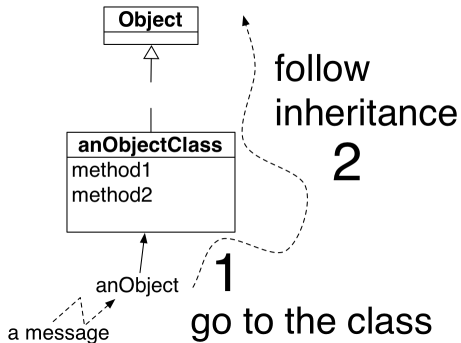 Object
follow
inheritance
2
anObjectClass
method1
method2
1
anObject
go to the class
a message